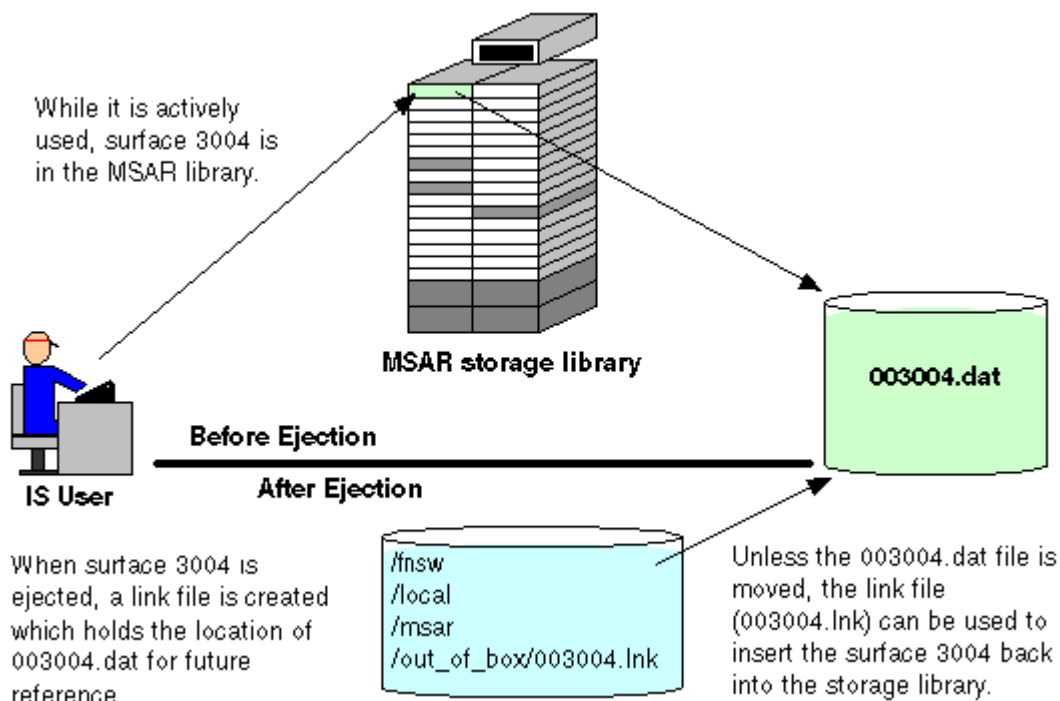 While it is actively
used, surface 3004 is
in the MSAR library.
MSAR storage library
003004.dat
Before Ejection
After Ejection
IS User
When surface 3004 is
ejected, a link file is created
which holds the location of
003004.dat for future
reference
/fnsw
/local
/msar
/out_of_box/003004.lnk
Unless the 003004.dat file is
moved, the link file
(003004.lnk) can be used to
insert the surface 3004 back
into the storage library.